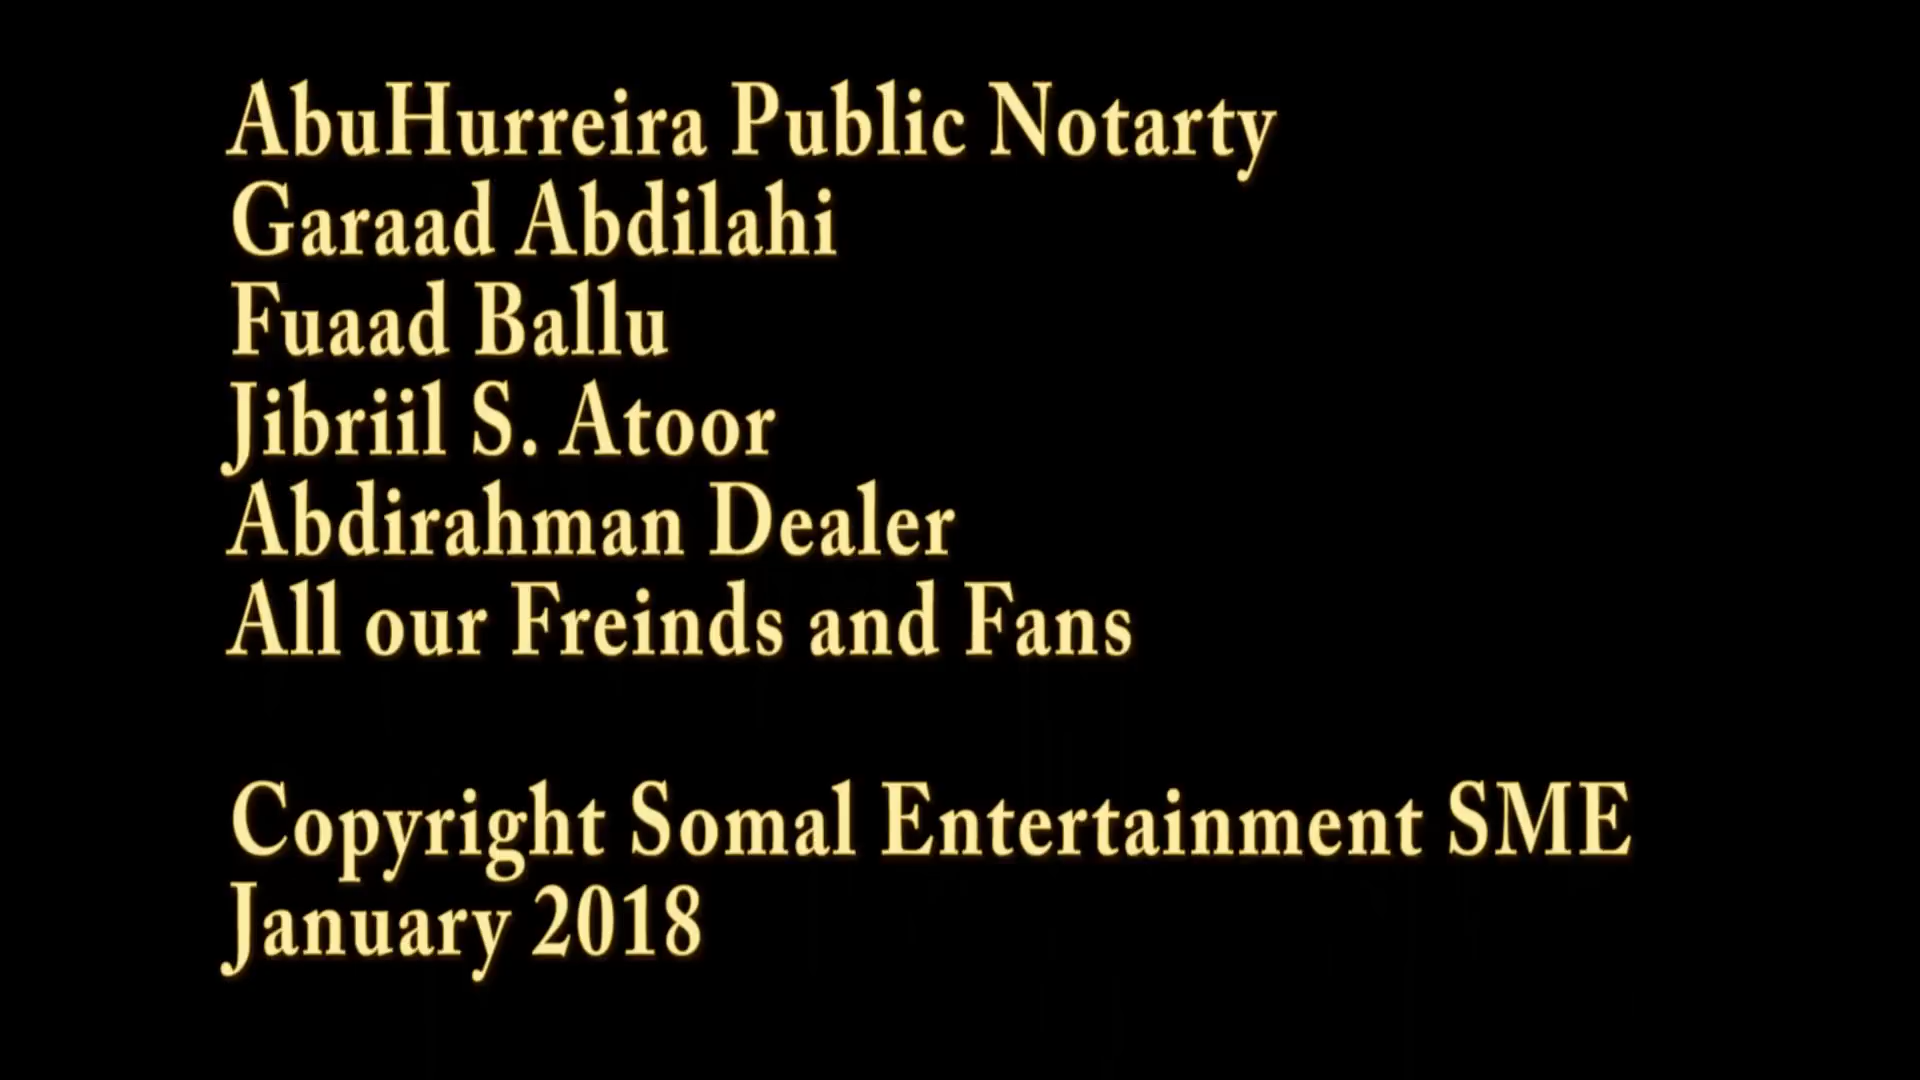 AbuHurreira Public Notarty
Garaad Abdilahi
Fuaad Ballu
Jibriil S. Atoor
Abdirahman Dealer
All our Freinds and Fans
Copyright Somal Entertainment SME
January 2018